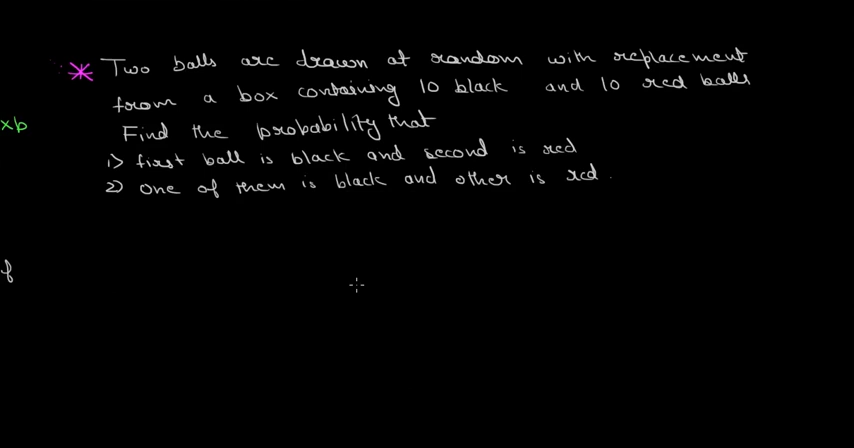 * Two balls are drawn at random with replacement
from a box containing 10 black and 10 red balls
xb
Find the probability that
1) first ball is black and second is red
2) One of them is black and other is red.
f